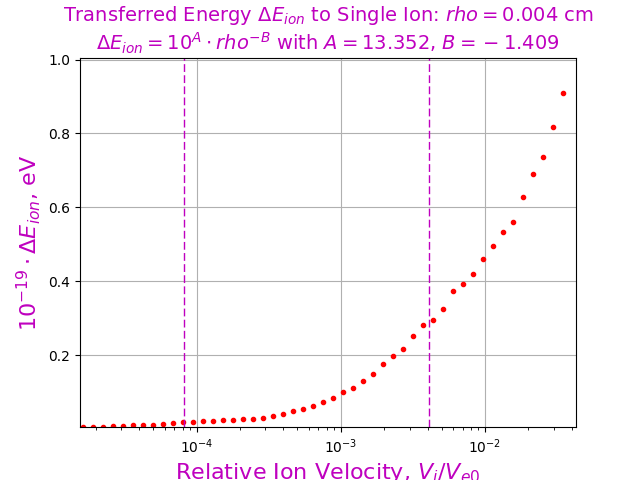 Transferred Energy ΔE_ion to Single Ion: rho = 0.004 cm
ΔE_ion = 10^A · rho^−B with A = 13.352, B = − 1.409
10^−19 · ΔE_ion, eV
1.0
0.8
0.6
0.4
0.2
10^−4
10^−3
10^−2
Relative Ion Velocity, V_i/V_e0